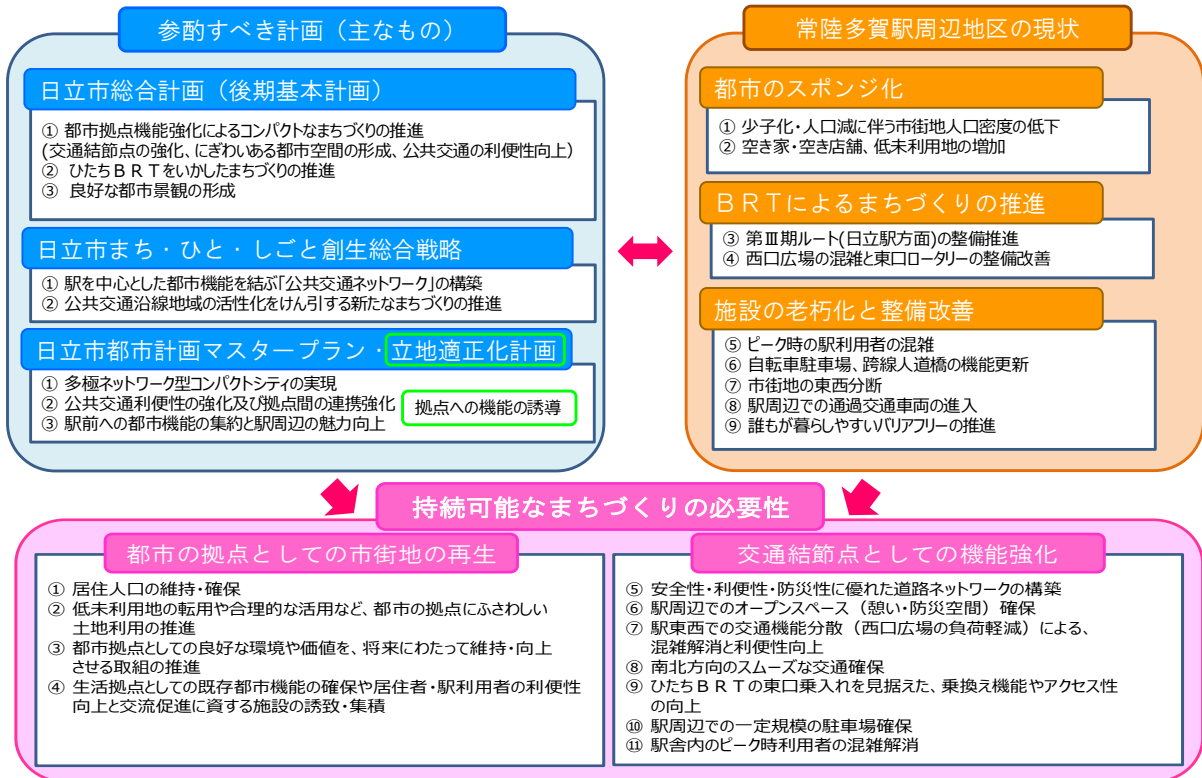 参酌すべき計画（主なもの）
日立市総合計画（後期基本計画）
① 都市拠点機能強化によるコンパクトなまちづくりの推進
(交通結節点の強化、にぎわいある都市空間の形成、公共交通の利便性向上)
② ひたちＢＲＴをいかしたまちづくりの推進
③ 良好な都市景観の形成
日立市まち・ひと・しごと創生総合戦略
① 駅を中心とした都市機能を結ぶ「公共交通ネットワーク」の構築
② 公共交通沿線地域の活性化をけん引する新たなまちづくりの推進
日立市都市計画マスタープラン・立地適正化計画
① 多極ネットワーク型コンパクトシティの実現
② 公共交通利便性の強化及び拠点間の連携強化
③ 駅前への都市機能の集約と駅周辺の魅力向上
拠点への機能の誘導
常陸多賀駅周辺地区の現状
都市のスポンジ化
① 少子化・人口減に伴う市街地人口密度の低下
② 空き家・空き店舗、低未利用地の増加
ＢＲＴによるまちづくりの推進
③ 第Ⅲ期ルート(日立駅方面)の整備推進
④ 西口広場の混雑と東口ロータリーの整備改善
施設の老朽化と整備改善
⑤ ピーク時の駅利用者の混雑
⑥ 自転車駐車場、跨線人道橋の機能更新
⑦ 市街地の東西分断
⑧ 駅周辺での通過交通車両の進入
⑨ 誰もが暮らしやすいバリアフリーの推進
持続可能なまちづくりの必要性
都市の拠点としての市街地の再生
① 居住人口の維持・確保
② 低未利用地の転用や合理的な活用など、都市の拠点にふさわしい
土地利用の推進
③ 都市拠点としての良好な環境や価値を、将来にわたって維持・向上
させる取組の推進
④ 生活拠点としての既存都市機能の確保や居住者・駅利用者の利便性
向上と交流促進に資する施設の誘致・集積
交通結節点としての機能強化
⑤ 安全性・利便性・防災性に優れた道路ネットワークの構築
⑥ 駅周辺でのオープンスペース（憩い・防災空間）確保
⑦ 駅東西での交通機能分散（西口広場の負荷軽減）による、
混雑解消と利便性向上
⑧ 南北方向のスムーズな交通確保
⑨ ひたちＢＲＴの東口乗入れを見据えた、乗換え機能やアクセス性
の向上
⑩ 駅周辺での一定規模の駐車場確保
⑪ 駅舎内のピーク時利用者の混雑解消